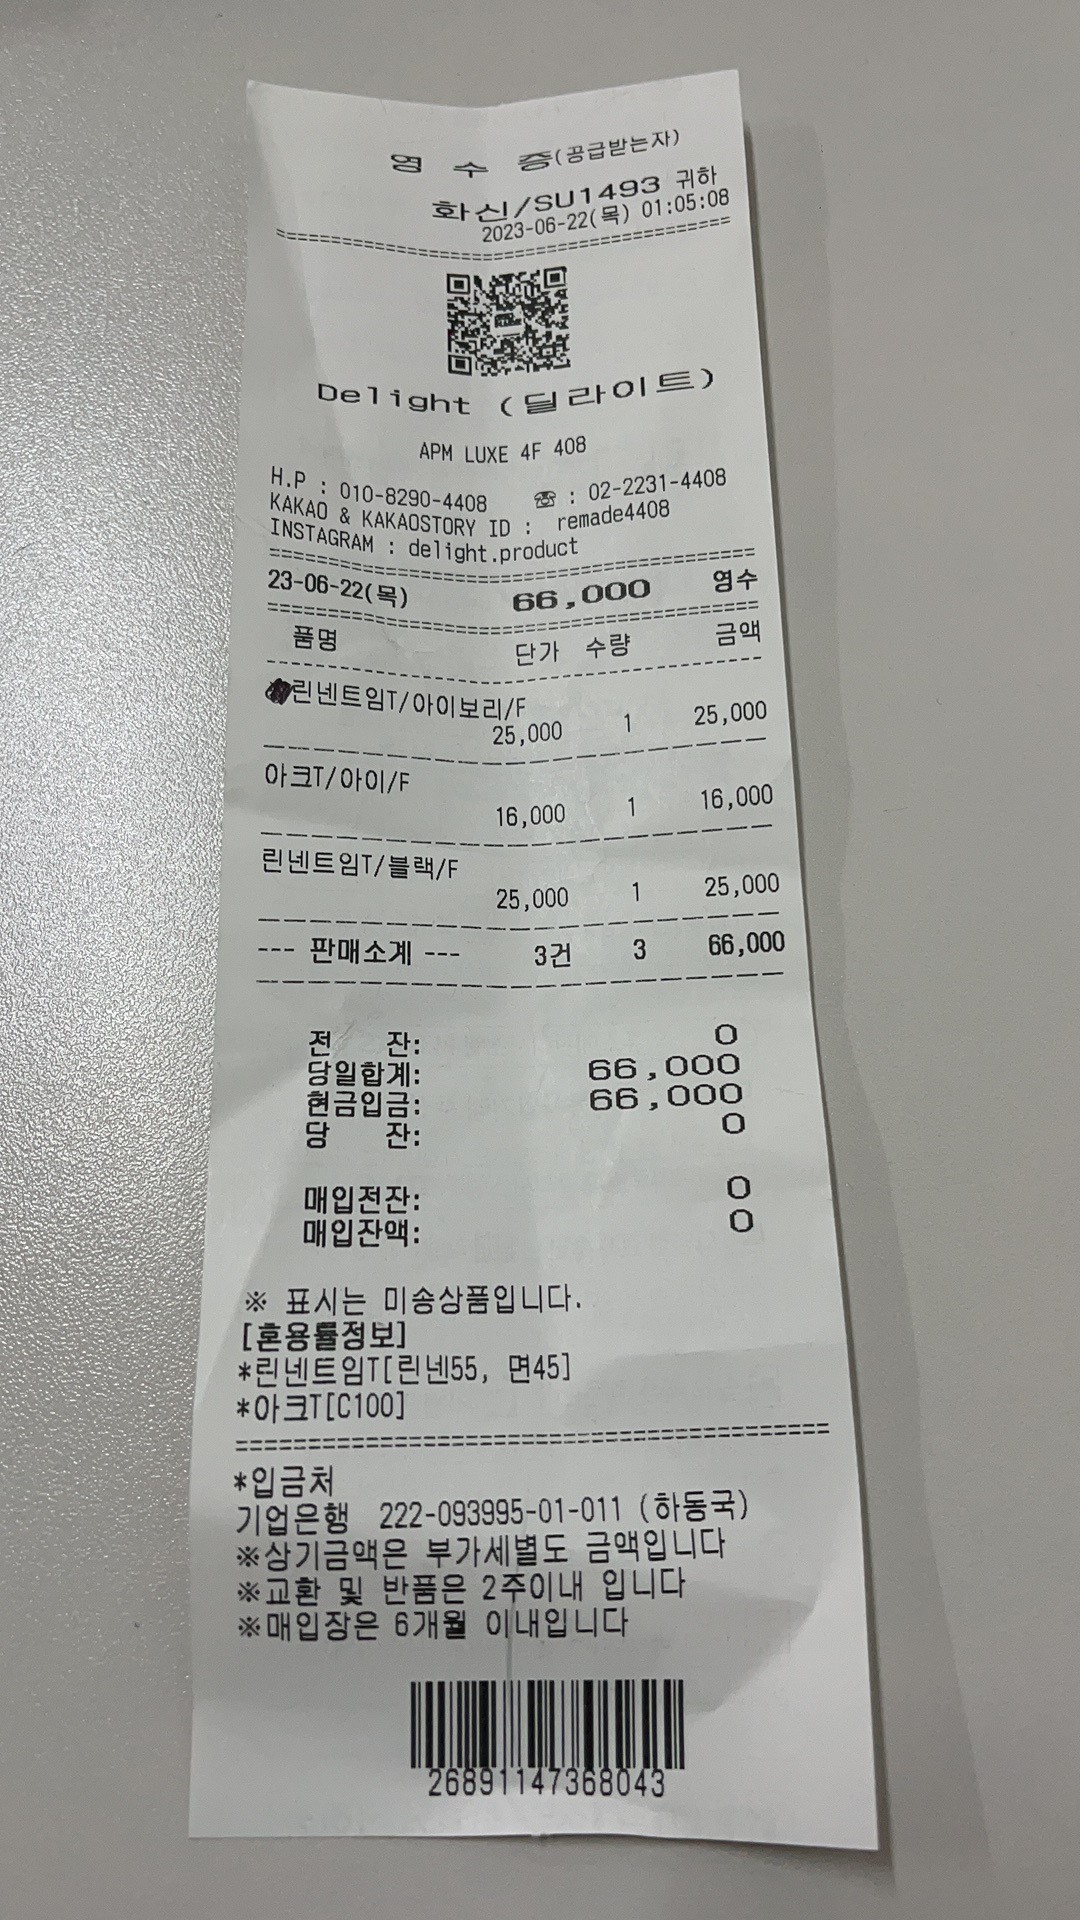 영 수 증(공급받는자)
화신/SU1493 귀하
2023-06-22(목) 01:05:08
Delight (딜라이트)
APM LUXE 4F 408
H.P : 010-8290-4408 ☎ : 02-2231-4408
KAKAO & KAKAOSTORY ID : remade4408
INSTAGRAM : delight.product
23-06-22(목) 66,000 영수
품명 단가 수량 금액
린넨트임T/아이보리/F
25,000 1 25,000
아크T/아이/F
16,000 1 16,000
린넨트임T/블랙/F
25,000 1 25,000
--- 판매소계 --- 3건 3 66,000
전 잔: 0
당일합계: 66,000
현금입금: 66,000
당 잔: 0
매입전잔: 0
매입잔액: 0
※ 표시는 미송상품입니다.
[혼용률정보]
*린넨트임T[린넨55, 면45]
*아크T[C100]
*입금처
기업은행 222-093995-01-011 (하동국)
※상기금액은 부가세별도 금액입니다
※교환 및 반품은 2주이내 입니다
※매입장은 6개월 이내입니다
26891147368043